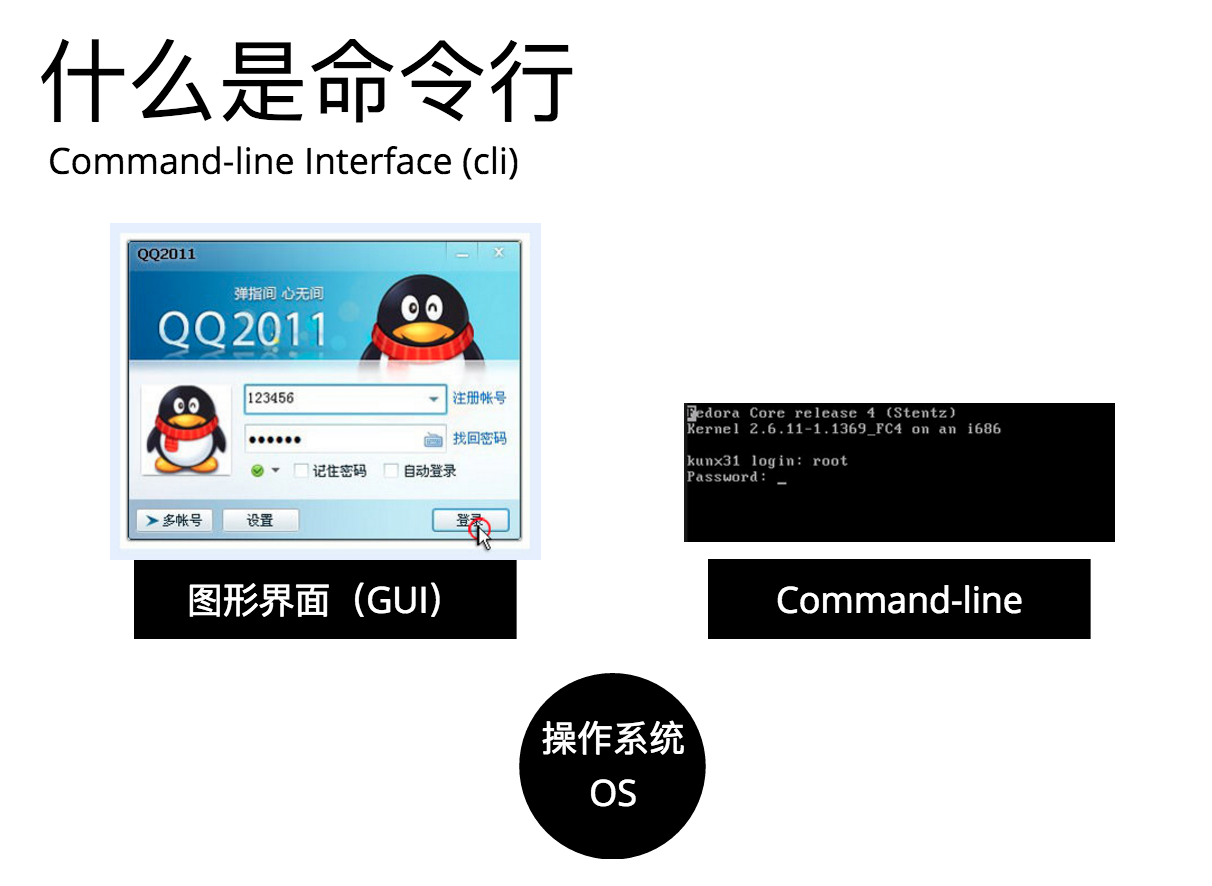 什么是命令行
Command-line Interface (cli)
QQ2011
弹指间 心无间
QQ2011
123456
注册帐号
••••••
找回密码
记住密码
自动登录
多帐号
设置
登录
Fedora Core release 4 (Stentz)
Kernel 2.6.11-1.1369_FC4 on an i686
kunx31 login: root
Password: _
图形界面（GUI）
Command-line
操作系统
OS